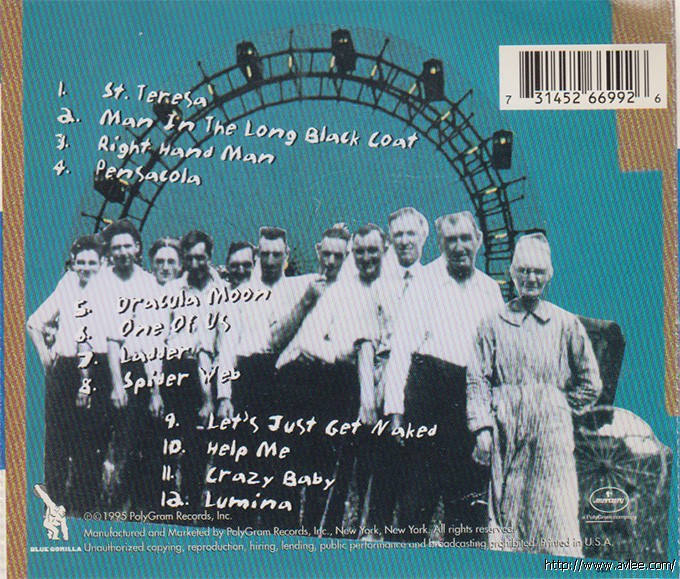 1. St. Teresa
2. Man In The Long Black Coat
3. Right Hand Man
4. Pensacola
7 31452 66992 6
5. Dracula Moon
6. One Of Us
7. Ladder
8. Spider Web
9. Let's Just Get Naked
10. Help Me
11. Crazy Baby
12. Lumina
℗©1995 PolyGram Records, Inc.
Manufactured and Marketed by PolyGram Records, Inc., New York, New York. All rights reserved.
Unauthorized copying, reproduction, hiring, lending, public performance and broadcasting prohibited. Printed in U.S.A.
BLUE GORILLA
mercury
a PolyGram company
http://www.avlee.com/